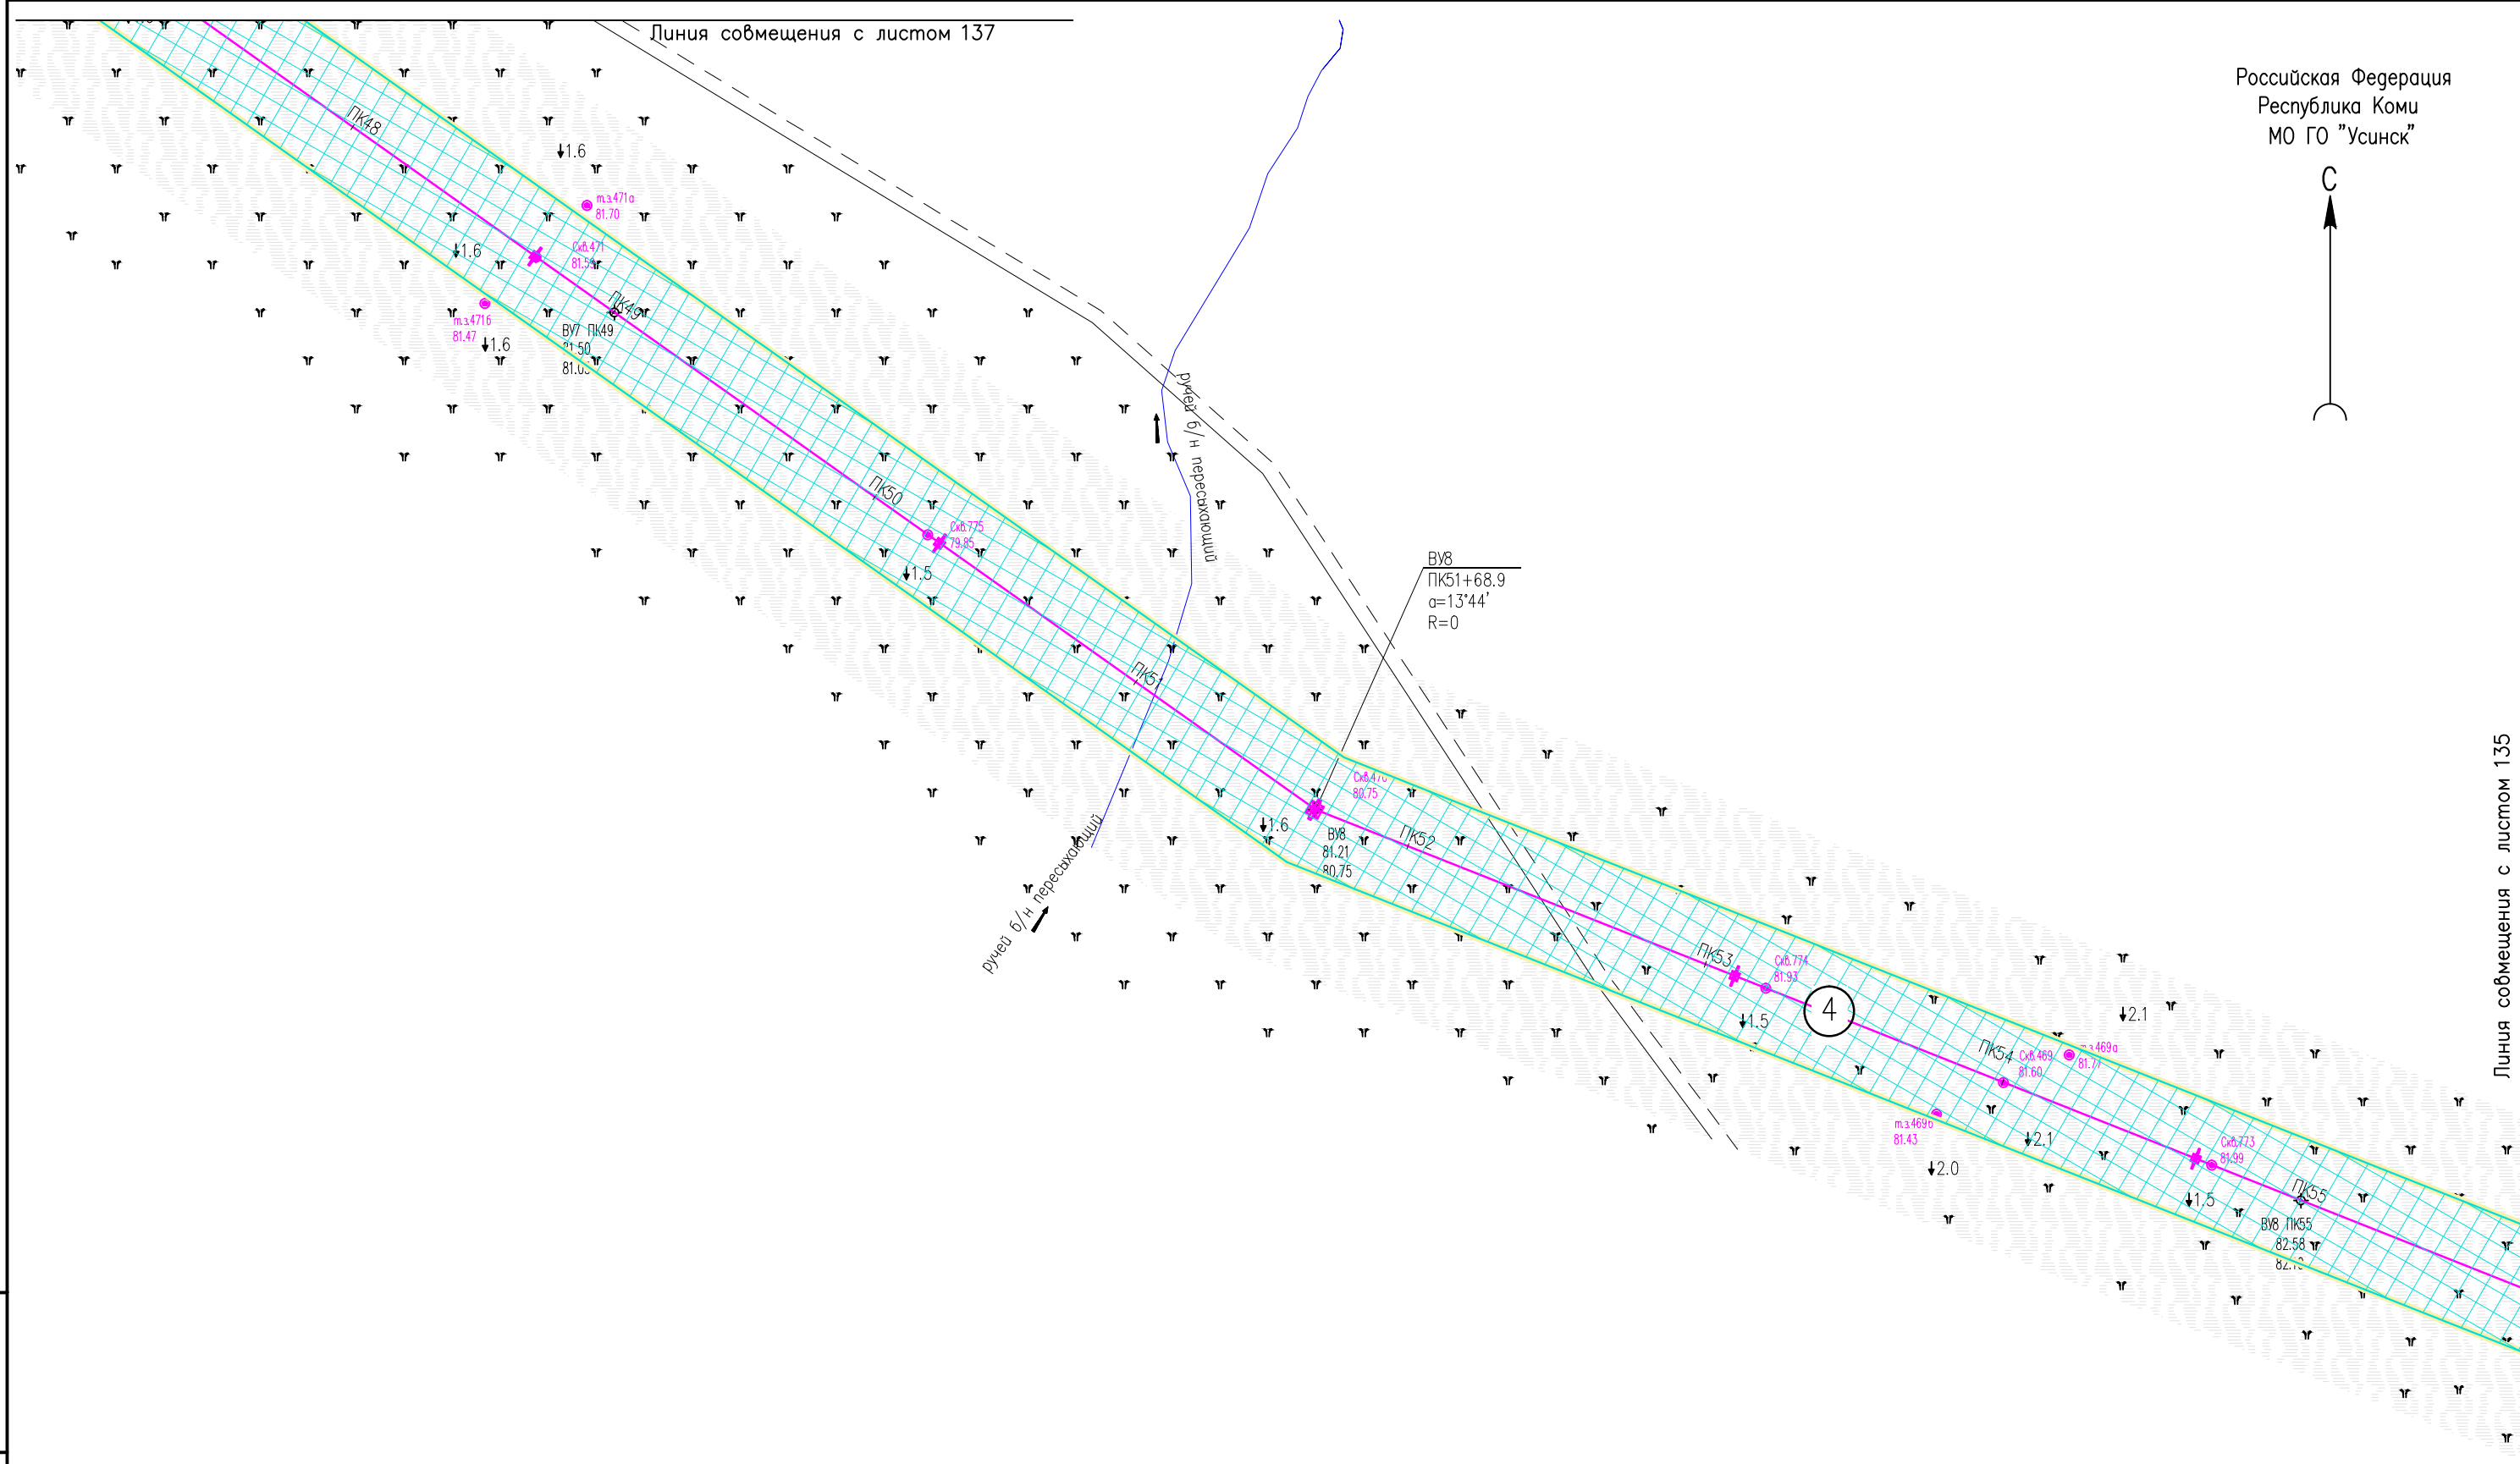 Линия совмещения с листом 137
Российская Федерация
Республика Коми
МО ГО "Усинск"
С
ПК48
1.6
т.з.471а
81.70
Скв.471
1.6
ПК49
т.з.471б
81.47
1.6
ВУ7 ПК49
ручей б/н пересыхающий
ПК50
Скв.775
79.85
1.5
ВУ8
ПК51+68.9
α=13°44'
R=0
ПК51
80.75
1.6
ВУ8
81.21
80.75
ПК52
ручей б/н пересыхающий
ПК53
Скв.774
81.93
4
1.5
2.1
ПК54
Скв.469
81.60
81.77
т.з.469б
81.43
2.1
2.0
Скв.773
81.99
ПК55
1.5
ВУ8 ПК55
82.58
Линия совмещения с листом 135